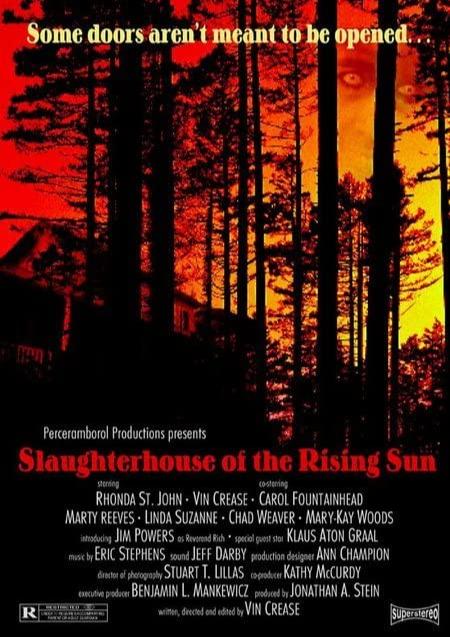 Some doors aren't meant to be opened...
Perceramborol Productions presents
Slaughterhouse of the Rising Sun
starring co-starring
RHONDA ST. JOHN · VIN CREASE · CAROL FOUNTAINHEAD
MARTY REEVES · LINDA SUZANNE · CHAD WEAVER · MARY-KAY WOODS
introducing JIM POWERS as REVEREND RICH · special guest star KLAUS ATON GRAAL
music by ERIC STEPHENS sound JEFF DARBY production designer ANN CHAMPION
director of photography STUART T. LILLAS co-producer KATHY MCCURDY
executive producer BENJAMIN L. MANKEWICZ produced by JONATHAN A. STEIN
written, directed and edited by VIN CREASE
R RESTRICTED
superstereo